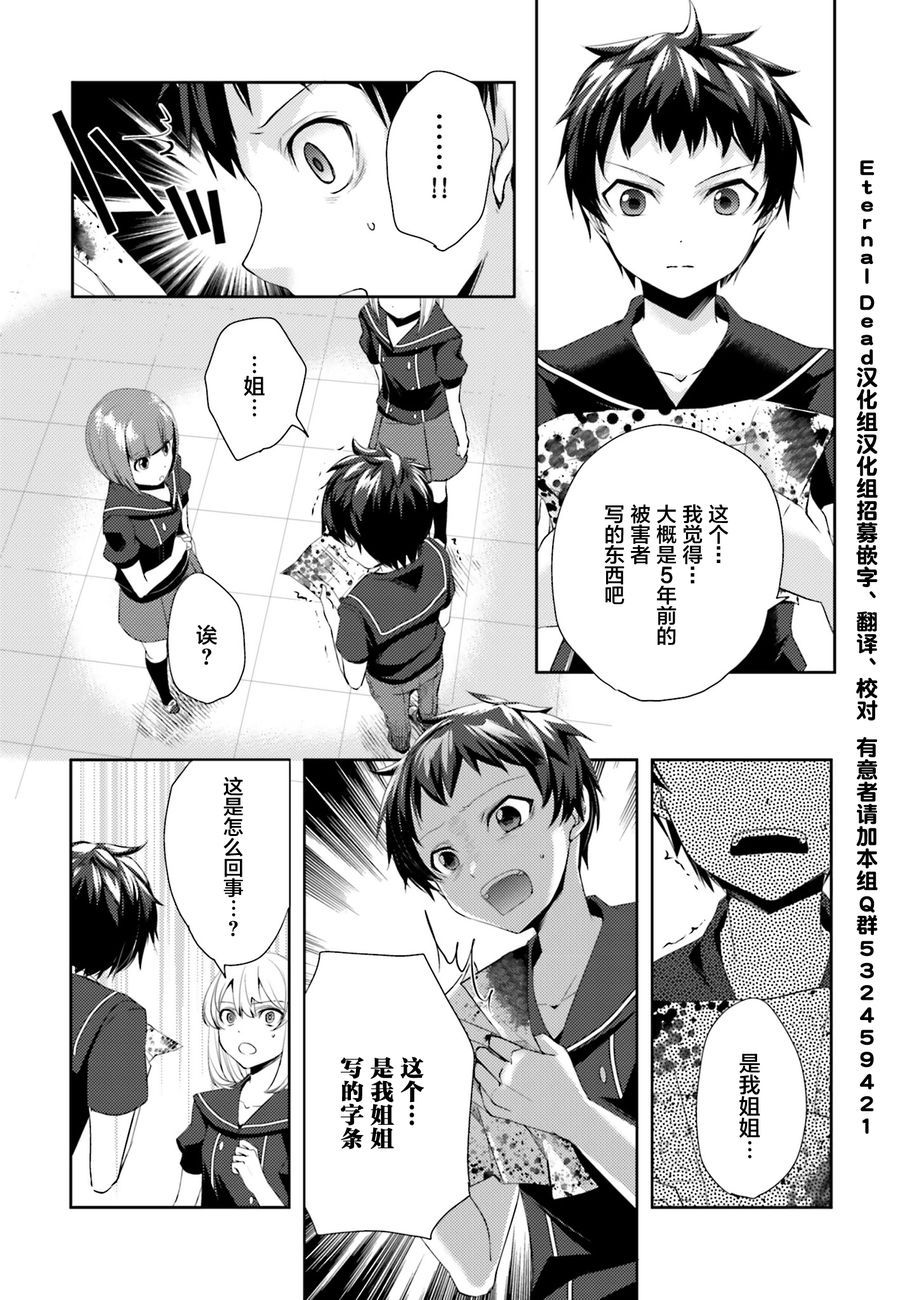 这个…
我觉得…
大概是5年前的
被害者
写的东西吧
……!!
…姐…
诶?
是我姐姐…
这个…
是我姐姐
写的字条
这是怎么回事…?
Eternal Dead汉化组汉化组招募嵌字、翻译、校对 有意者请加本组Q群532459421